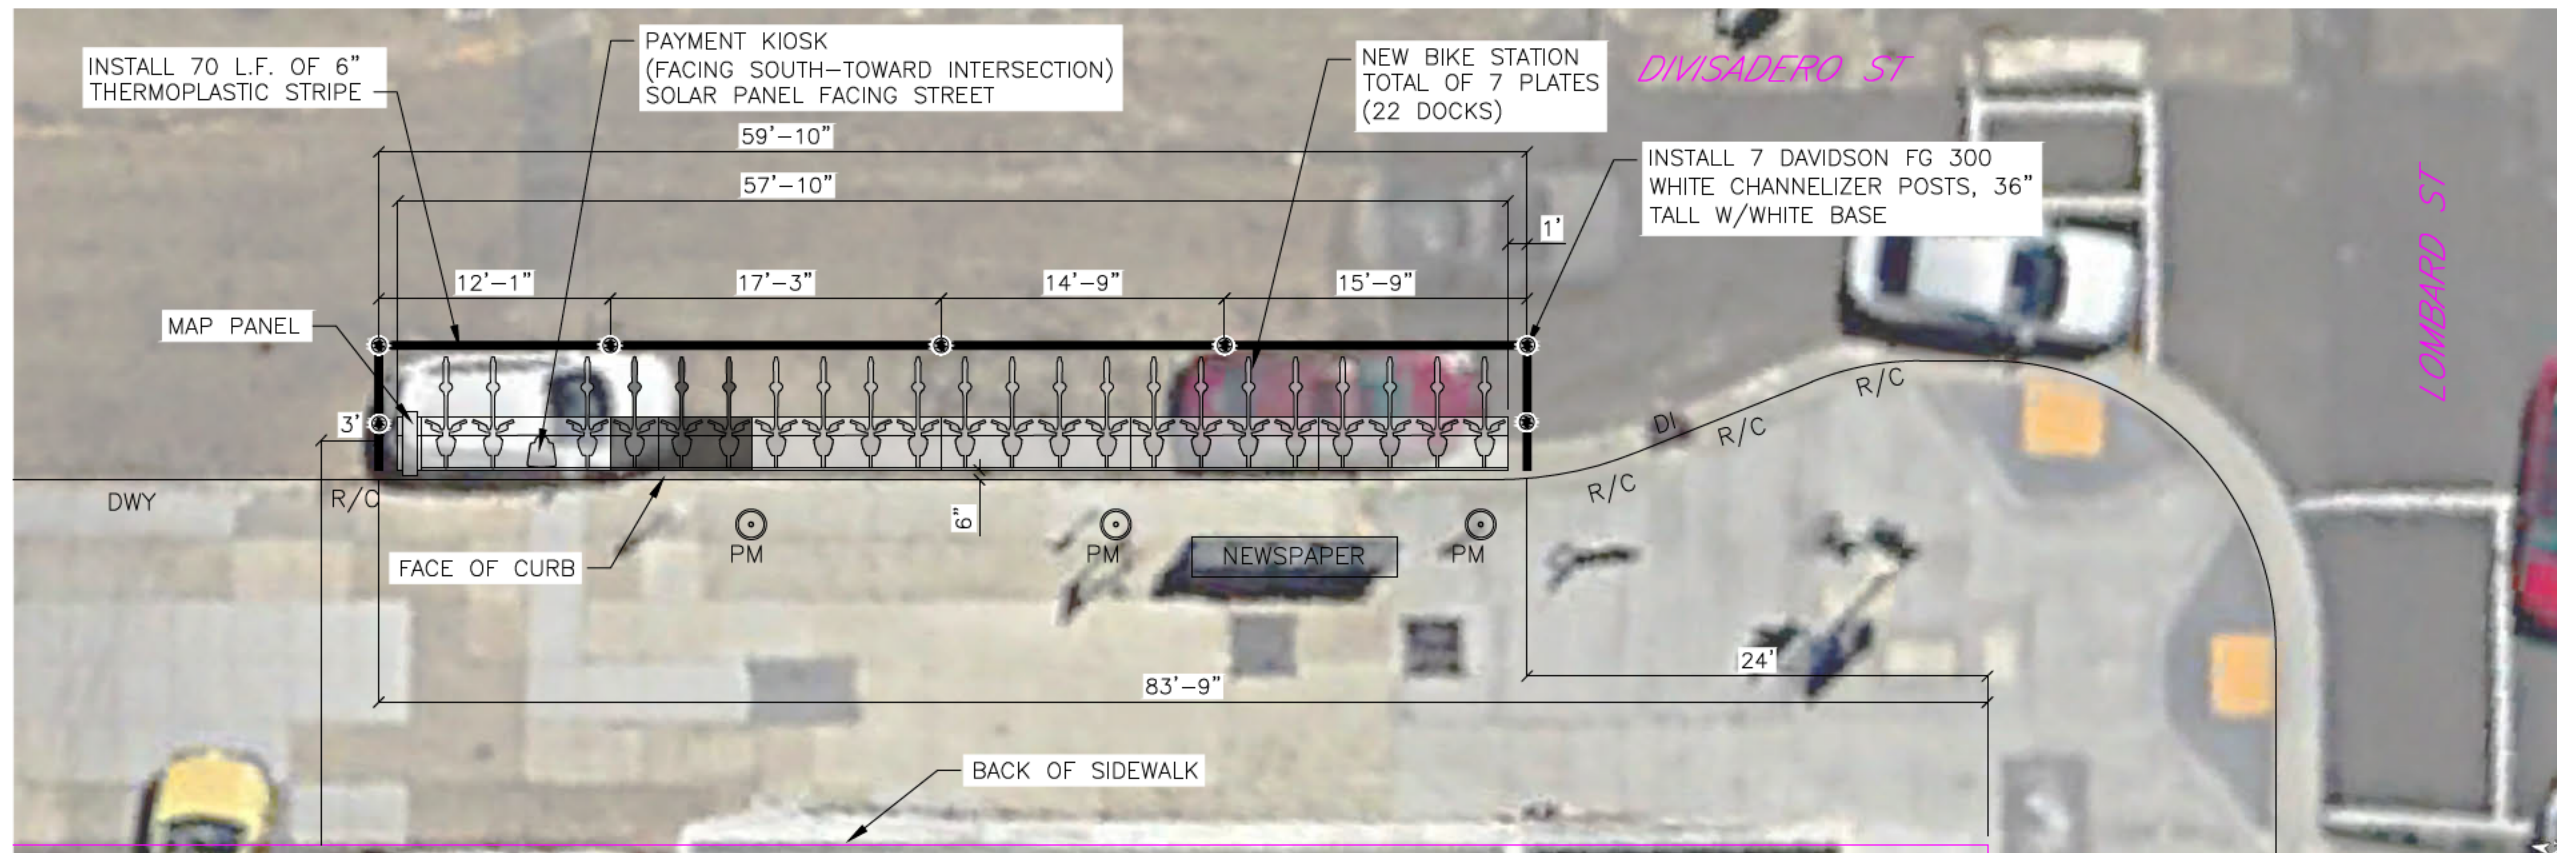 INSTALL 70 L.F. OF 6”
THERMOPLASTIC STRIPE
PAYMENT KIOSK
(FACING SOUTH–TOWARD INTERSECTION)
SOLAR PANEL FACING STREET
NEW BIKE STATION
TOTAL OF 7 PLATES
(22 DOCKS)
DIVISADERO ST
INSTALL 7 DAVIDSON FG 300
WHITE CHANNELIZER POSTS, 36”
TALL W/WHITE BASE
LOMBARD ST
59’–10”
57’–10”
1’
12’–1”
17’–3”
14’–9”
15’–9”
MAP PANEL
3’
R/C
DI
R/C
R/C
DWY
R/C
6”
PM
PM
NEWSPAPER
PM
FACE OF CURB
24’
83’–9”
BACK OF SIDEWALK